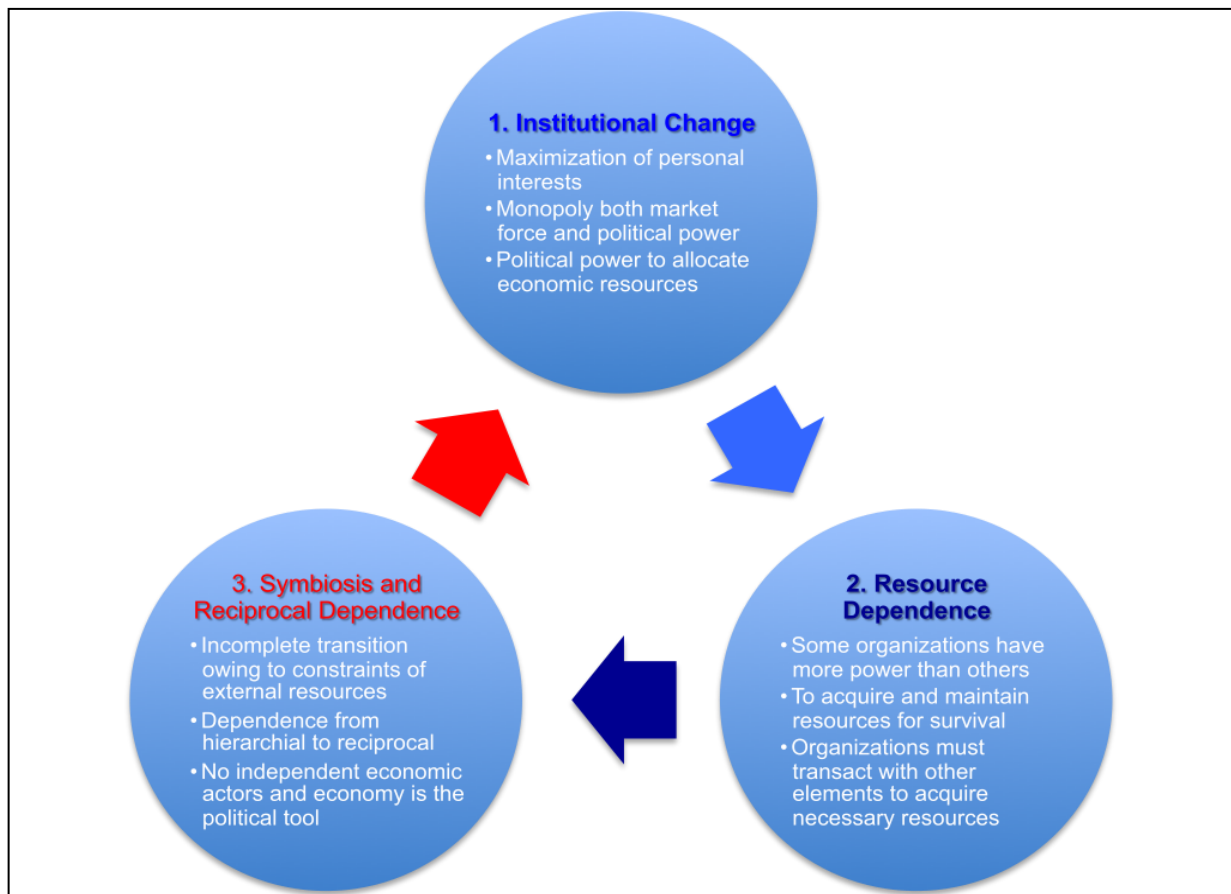 1. Institutional Change
• Maximization of personal
interests
• Monopoly both market
force and political power
• Political power to allocate
economic resources
3. Symbiosis and
Reciprocal Dependence
• Incomplete transition
owing to constraints of
external resources
• Dependence from
hierarchial to reciprocal
• No independent economic
actors and economy is the
political tool
2. Resource
Dependence
• Some organizations have
more power than others
• To acquire and maintain
resources for survival
• Organizations must
transact with other
elements to acquire
necessary resources